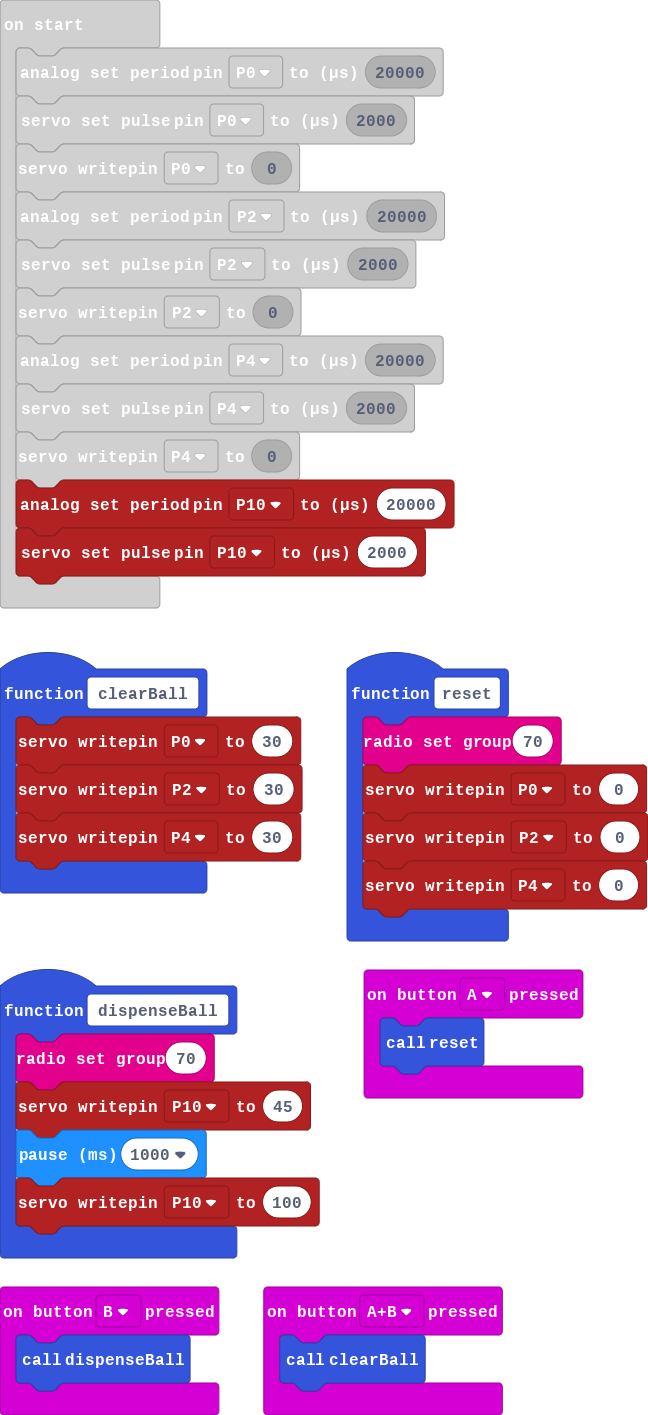 on start
analog set period pin P0 to (µs) 20000
servo set pulse pin P0 to (µs) 2000
servo write pin P0 to 0
analog set period pin P2 to (µs) 20000
servo set pulse pin P2 to (µs) 2000
servo write pin P2 to 0
analog set period pin P4 to (µs) 20000
servo set pulse pin P4 to (µs) 2000
servo write pin P4 to 0
analog set period pin P10 to (µs) 20000
servo set pulse pin P10 to (µs) 2000
function clearBall
servo write pin P0 to 30
servo write pin P2 to 30
servo write pin P4 to 30
function reset
radio set group 70
servo write pin P0 to 0
servo write pin P2 to 0
servo write pin P4 to 0
function dispenseBall
radio set group 70
servo write pin P10 to 45
pause (ms) 1000
servo write pin P10 to 100
on button A pressed
call reset
on button B pressed
call dispenseBall
on button A+B pressed
call clearBall